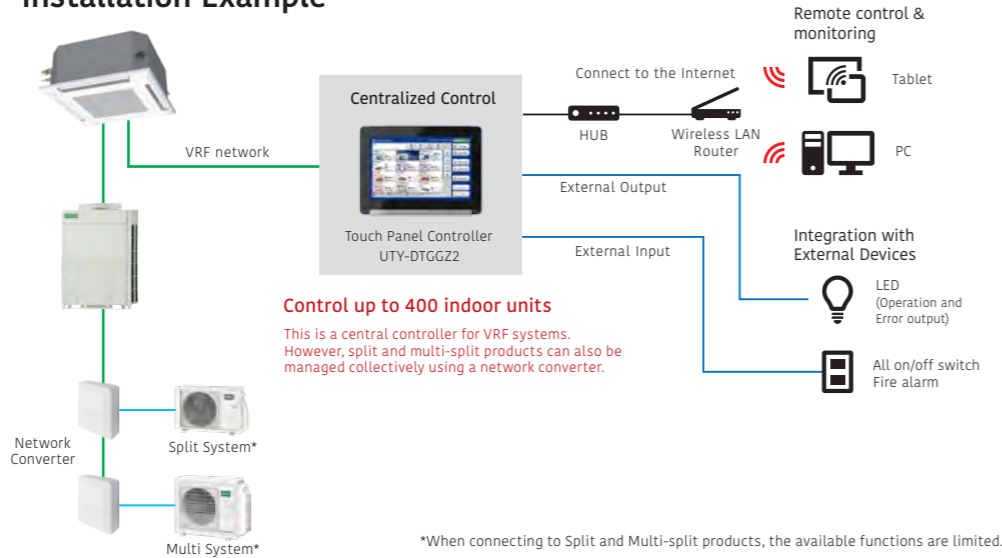 Installation Example
Remote control &
monitoring
Connect to the Internet
Tablet
Centralized Control
HUB
Wireless LAN
Router
PC
VRF network
External Output
Touch Panel Controller
UTY-DTGGZ2
External Input
Integration with
External Devices
LED
(Operation and
Error output)
Control up to 400 indoor units
This is a central controller for VRF systems.
However, split and multi-split products can also be
managed collectively using a network converter.
All on/off switch
Fire alarm
Network
Converter
Split System*
Multi System*
*When connecting to Split and Multi-split products, the available functions are limited.